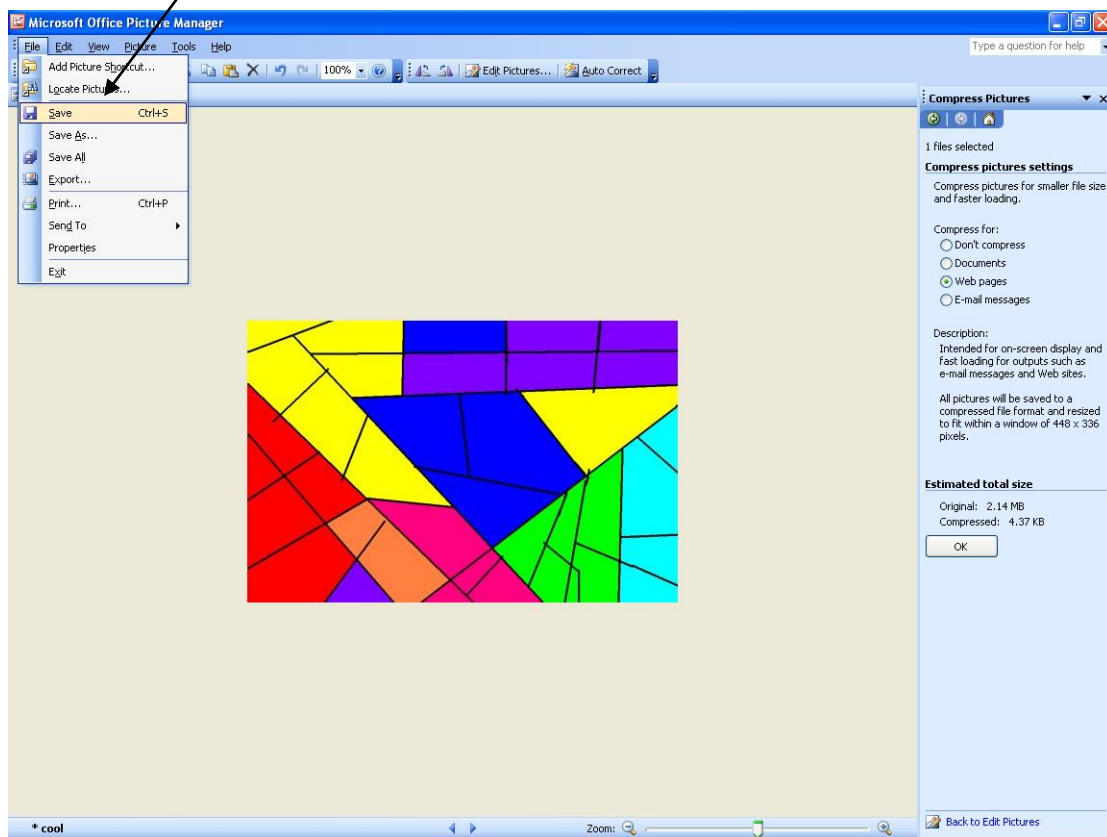 Microsoft Office Picture Manager
File Edit View Picture Tools Help
Type a question for help
Add Picture Shortcut...
100%
Edit Pictures...
Auto Correct
Locate Pictures...
Save Ctrl+S
Save As...
Save All
Export...
Print... Ctrl+P
Send To
Properties
Exit
Compress Pictures
1 files selected
Compress pictures settings
Compress pictures for smaller file size
and faster loading.
Compress for:
Don't compress
Documents
Web pages
E-mail messages
Description:
Intended for on-screen display and
fast loading for outputs such as
e-mail messages and Web sites.
All pictures will be saved to a
compressed file format and resized
to fit within a window of 448 x 336
pixels.
Estimated total size
Original: 2.14 MB
Compressed: 4.37 KB
OK
Back to Edit Pictures
* cool
Zoom: